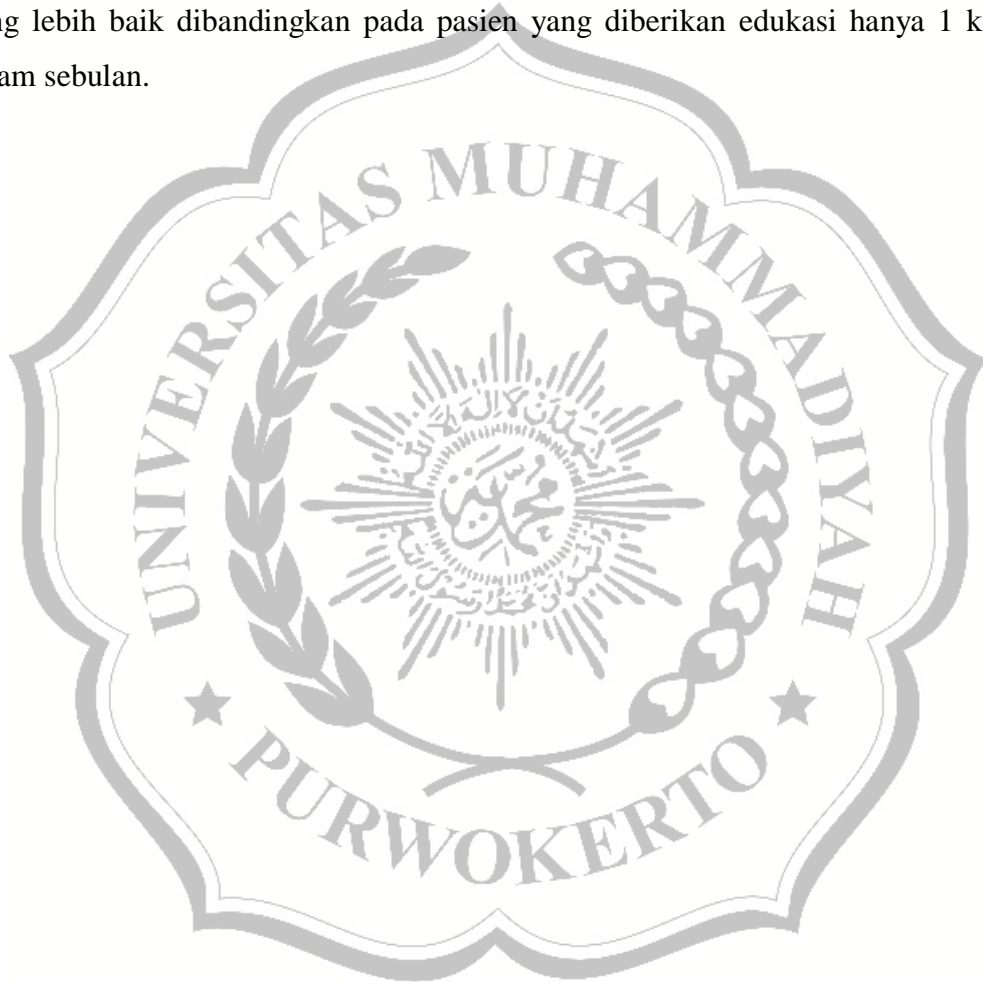 ng lebih baik dibandingkan pada pasien yang diberikan edukasi hanya 1 k
am sebulan.
UNIVERSITAS MUHAMMADIYAH
PURWOKERTO